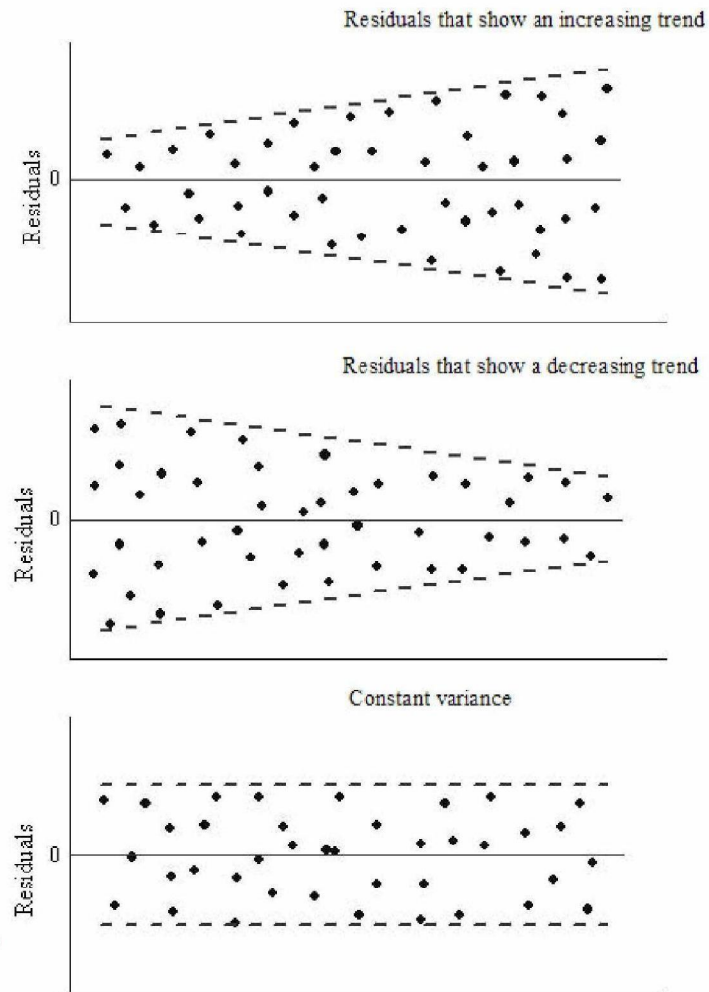 Residuals that show an increasing trend
0
Residuals
Residuals that show a decreasing trend
0
Residuals
Constant variance
0
Residuals